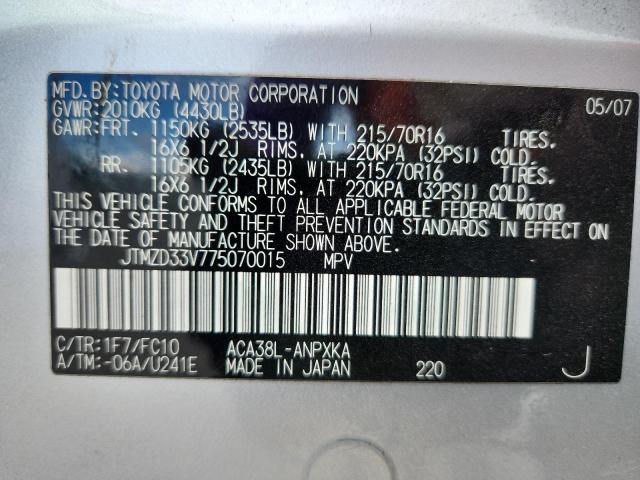 MFD. BY: TOYOTA MOTOR CORPORATION 05/07
GVWR: 2010KG (4430LB)
GAWR: FRT. 1150KG (2535LB) WITH 215/70R16 TIRES.
16X6 1/2J RIMS. AT 220KPA (32PSI) COLD.
RR. 1105KG (2435LB) WITH 215/70R16 TIRES.
16X6 1/2J RIMS. AT 220KPA (32PSI) COLD.
THIS VEHICLE CONFORMS TO ALL APPLICABLE FEDERAL MOTOR
VEHICLE SAFETY AND THEFT PREVENTION STANDARDS IN EFFECT ON
THE DATE OF MANUFACTURE SHOWN ABOVE.
JTMZD33V775070015 MPV
C/TR: 1F7/FC10 ACA38L-ANPXKA
A/TM: -06A/U241E MADE IN JAPAN 220 J